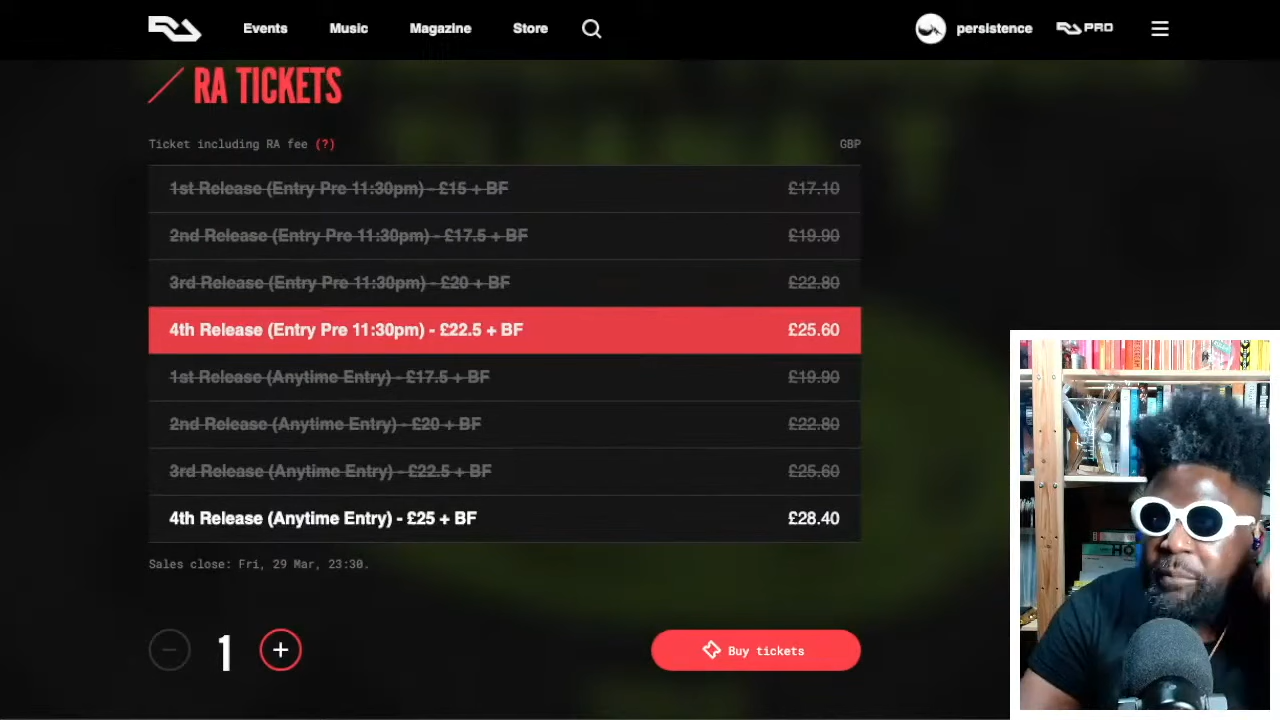 Events
Music
Magazine
Store
persistence
PRO
RA TICKETS
Ticket including RA fee (?)
GBP
1st Release (Entry Pre 11:30pm) - £15 + BF £17.10
2nd Release (Entry Pre 11:30pm) - £17.5 + BF £19.90
3rd Release (Entry Pre 11:30pm) - £20 + BF £22.80
4th Release (Entry Pre 11:30pm) - £22.5 + BF £25.60
1st Release (Anytime Entry) - £17.5 + BF £19.90
2nd Release (Anytime Entry) - £20 + BF £22.80
3rd Release (Anytime Entry) - £22.5 + BF £25.60
4th Release (Anytime Entry) - £25 + BF £28.40
Sales close: Fri, 29 Mar, 23:30.
− 1 +
Buy tickets